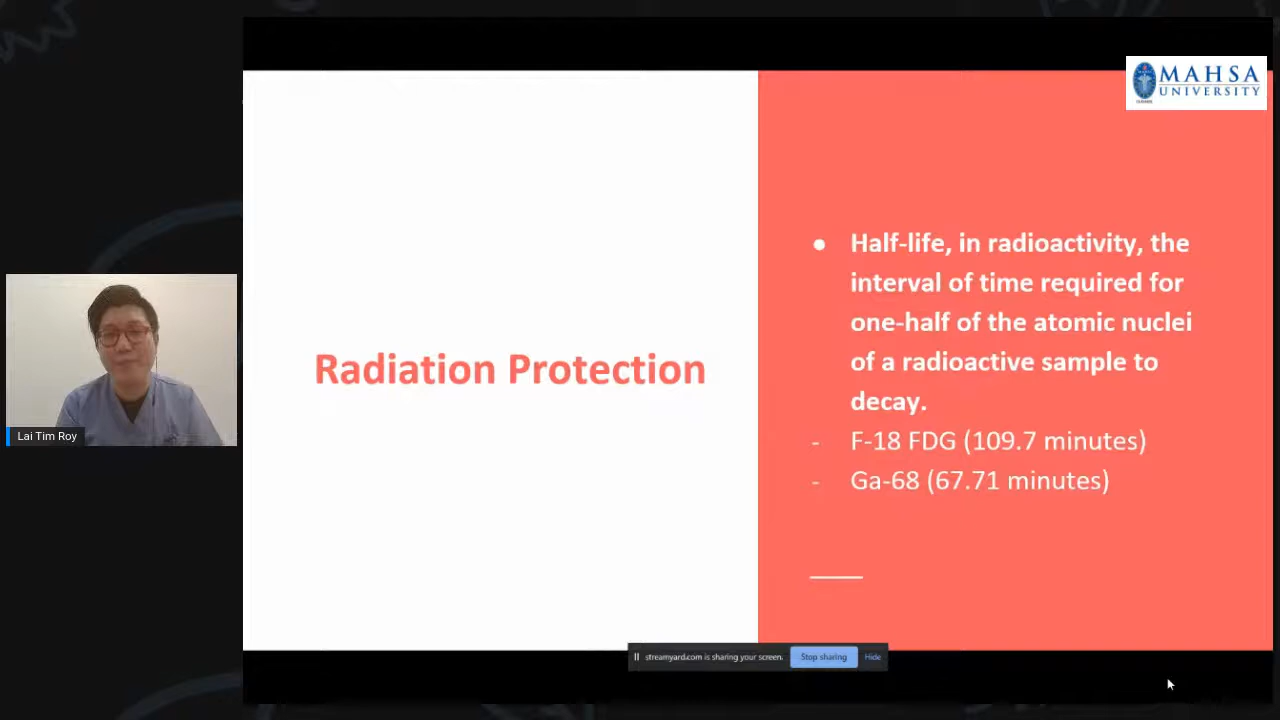 MAHSA
UNIVERSITY
Radiation Protection
● Half-life, in radioactivity, the
interval of time required for
one-half of the atomic nuclei
of a radioactive sample to
decay.
- F-18 FDG (109.7 minutes)
- Ga-68 (67.71 minutes)
Lai Tim Roy
streamyard.com is sharing your screen.
Stop sharing
Hide